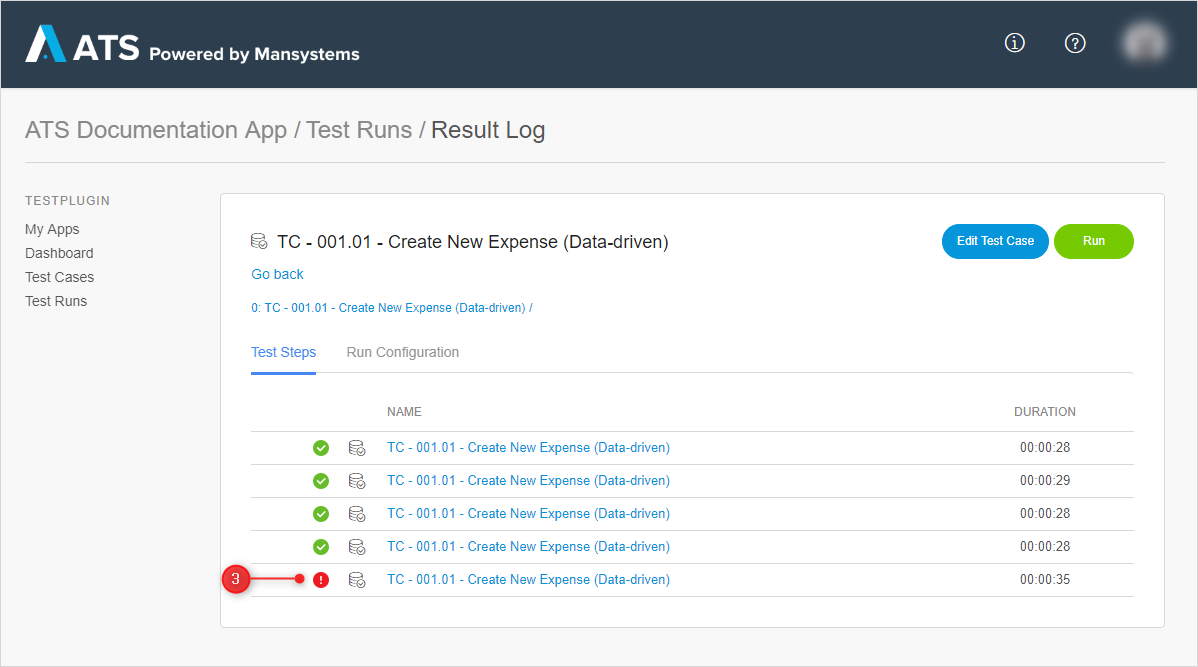 ATS Powered by Mansystems
ATS Documentation App / Test Runs / Result Log
TESTPLUGIN
My Apps
Dashboard
Test Cases
Test Runs
TC - 001.01 - Create New Expense (Data-driven)
Edit Test Case
Run
Go back
0: TC - 001.01 - Create New Expense (Data-driven) /
Test Steps
Run Configuration
NAME DURATION
TC - 001.01 - Create New Expense (Data-driven) 00:00:28
TC - 001.01 - Create New Expense (Data-driven) 00:00:29
TC - 001.01 - Create New Expense (Data-driven) 00:00:28
TC - 001.01 - Create New Expense (Data-driven) 00:00:28
3 TC - 001.01 - Create New Expense (Data-driven) 00:00:35